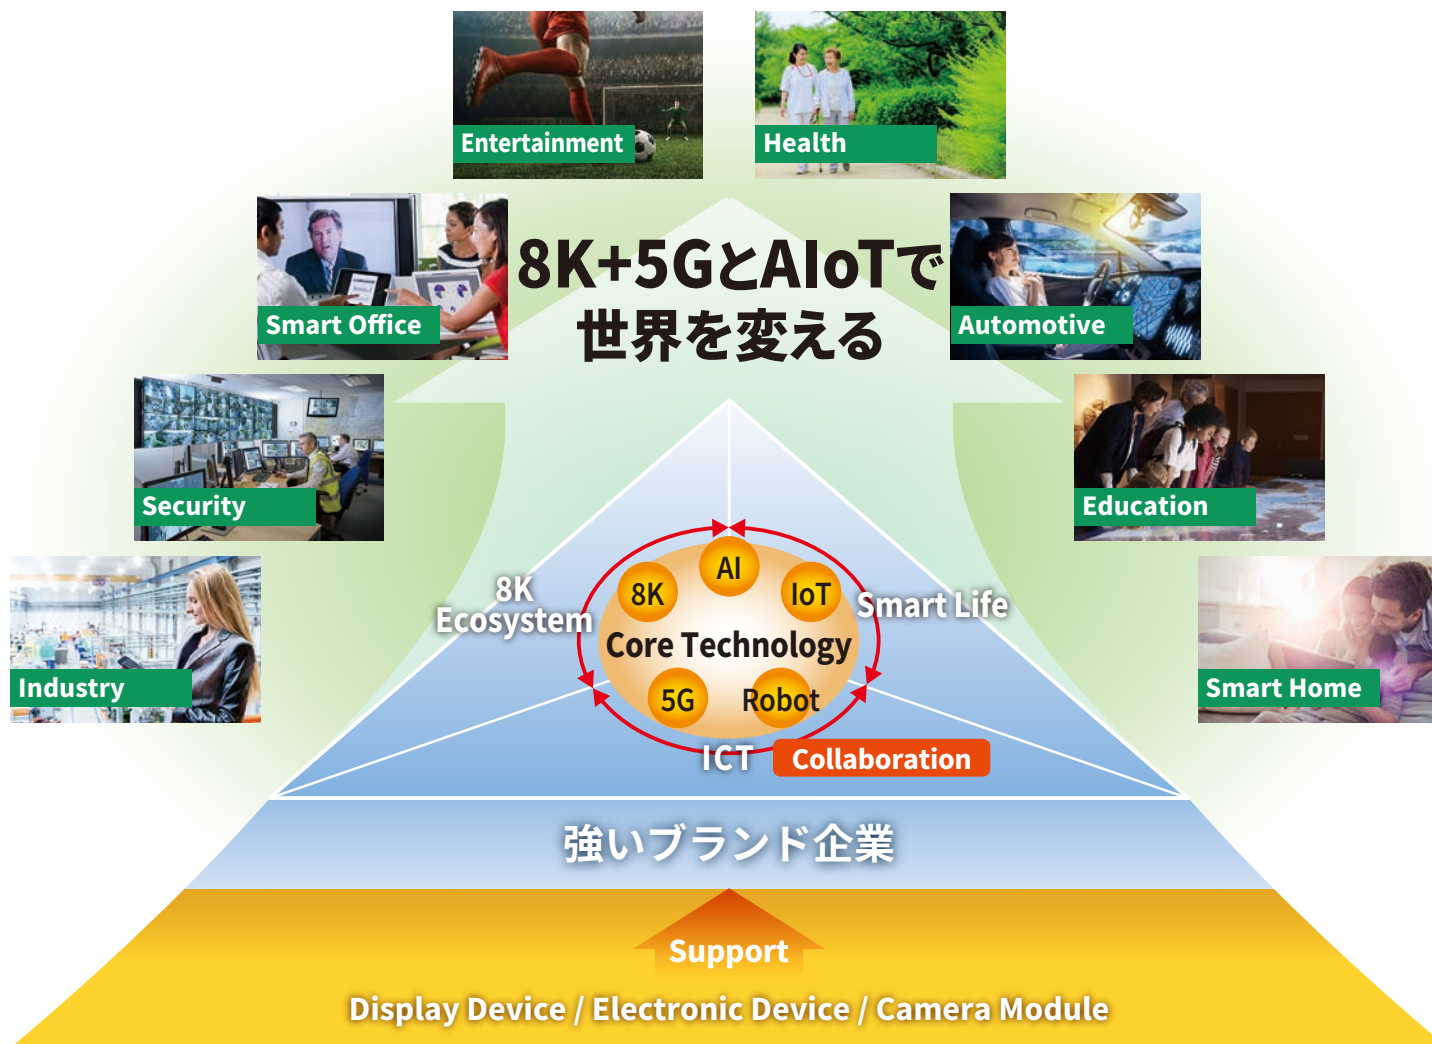 Entertainment
Health
Smart Office
8K+5GとAIoTで
世界を変える
Automotive
Security
Education
Industry
Smart Home
8K
Ecosystem
AI
8K
IoT
Smart Life
Core Technology
5G
Robot
ICT
Collaboration
強いブランド企業
Support
Display Device / Electronic Device / Camera Module